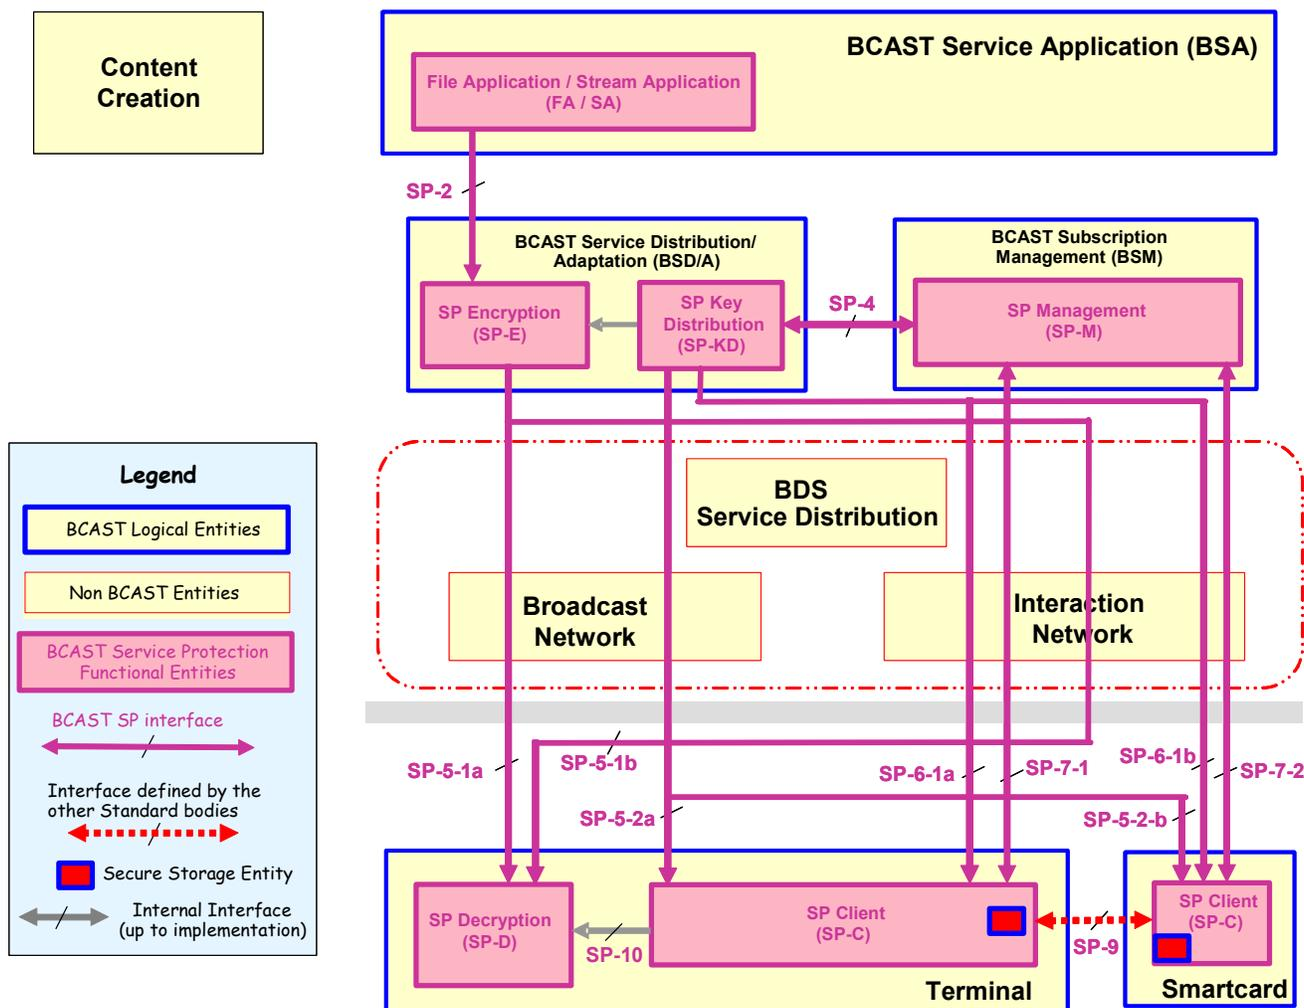 Content
Creation
BCAST Service Application (BSA)
File Application / Stream Application
(FA / SA)
SP-2
BCAST Service Distribution/
Adaptation (BSD/A)
SP Encryption
(SP-E)
SP Key
Distribution
(SP-KD)
SP-4
BCAST Subscription
Management (BSM)
SP Management
(SP-M)
Legend
BCAST Logical Entities
Non BCAST Entities
BCAST Service Protection
Functional Entities
BCAST SP interface
Interface defined by the
other Standard bodies
Secure Storage Entity
Internal Interface
(up to implementation)
BDS
Service Distribution
Broadcast
Network
Interaction
Network
SP-5-1a
SP-5-1b
SP-5-2a
SP-6-1a
SP-7-1
SP-6-1b
SP-7-2
SP-5-2-b
SP Decryption
(SP-D)
SP-10
SP Client
(SP-C)
SP-9
SP Client
(SP-C)
Terminal
Smartcard